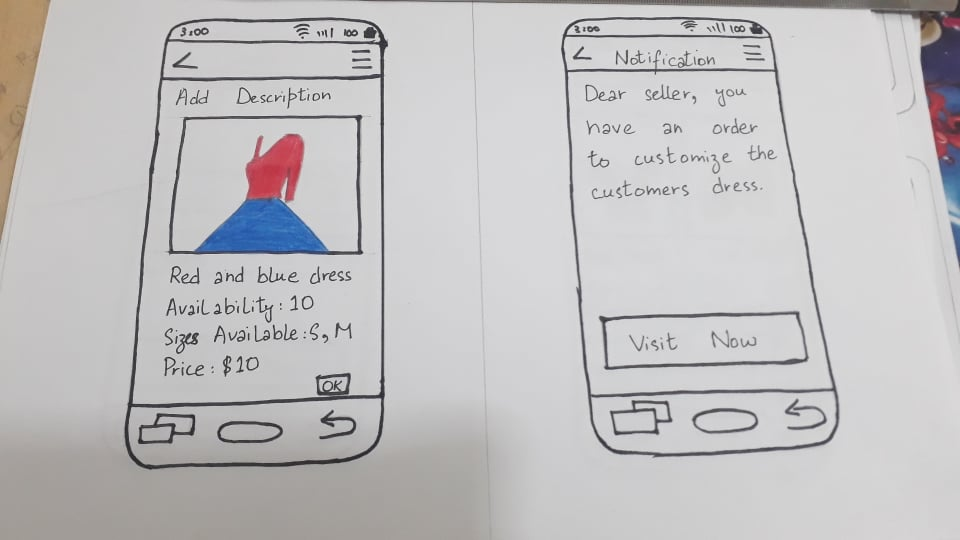 3:00 100
Add Description
Red and blue dress
Availability: 10
Sizes Available: S, M
Price: $10
OK
3:00 100
Notification
Dear seller, you
have an order
to customize the
customers dress.
Visit Now